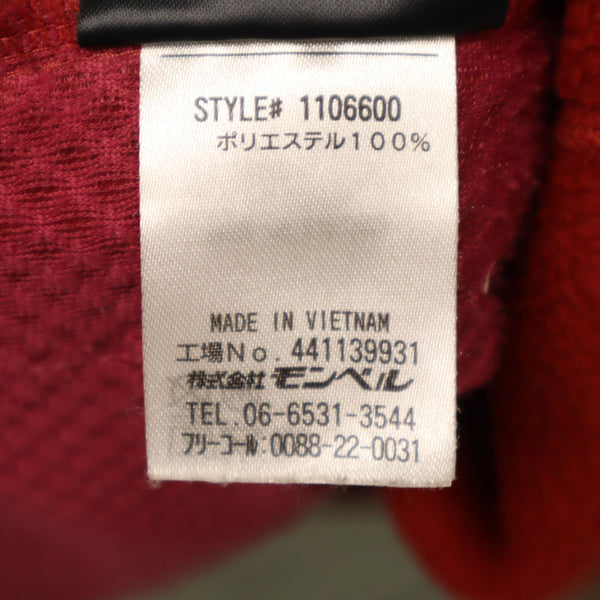 STYLE# 1106600
ポリエステル100%
MADE IN VIETNAM
工場No. 441139931
株式会社 モンベル
TEL.06-6531-3544
フリーコール:0088-22-0031